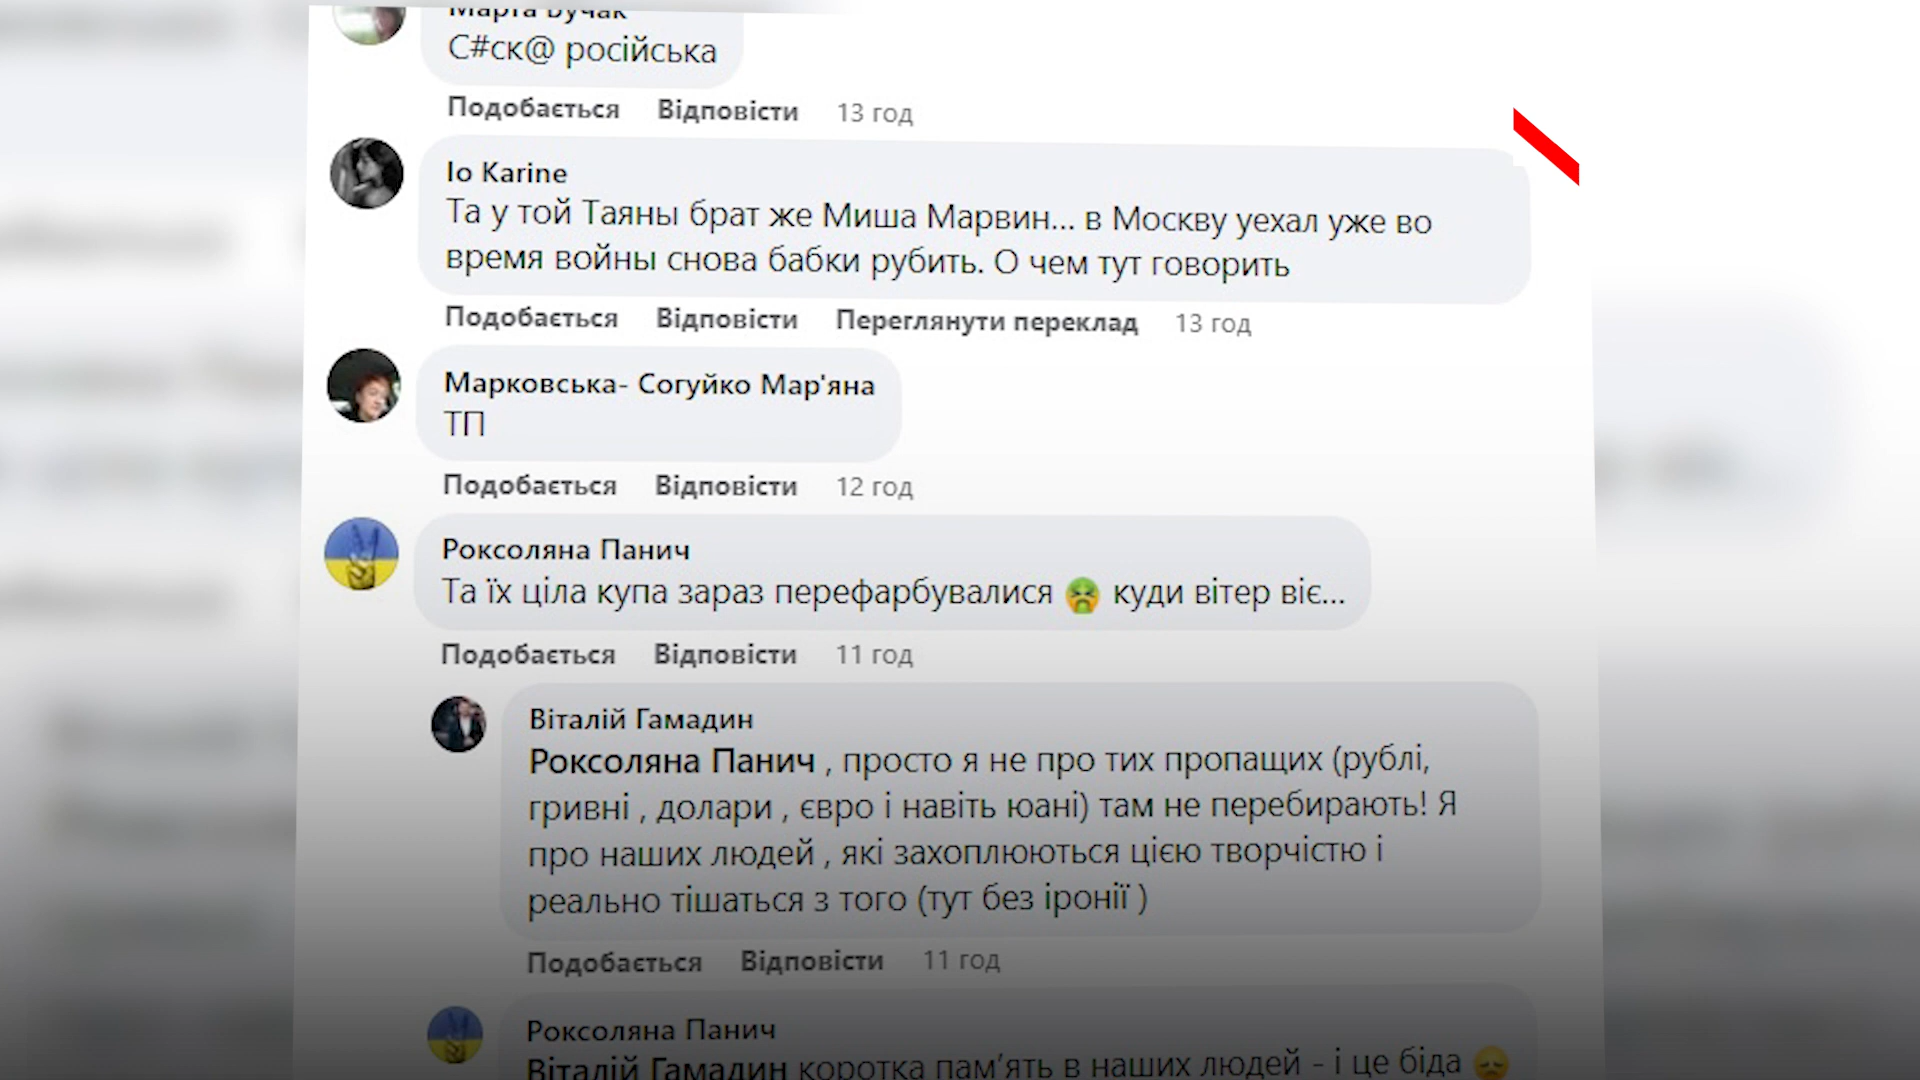 Марта Бучак
С#ск@ російська
Подобається Відповісти 13 год
Io Karine
Та у той Таяны брат же Миша Марвин... в Москву уехал уже во
время войны снова бабки рубить. О чем тут говорить
Подобається Відповісти Переглянути переклад 13 год
Марковська- Согуйко Мар'яна
ТП
Подобається Відповісти 12 год
Роксоляна Панич
Та їх ціла купа зараз перефарбувалися 🤮 куди вітер віє...
Подобається Відповісти 11 год
Віталій Гамадин
Роксоляна Панич , просто я не про тих пропащих (рублі,
гривні , долари , євро і навіть юані) там не перебирають! Я
про наших людей , які захоплюються цією творчістю і
реально тішаться з того (тут без іронії )
Подобається Відповісти 11 год
Роксоляна Панич
Віталій Гамадин коротка пам’ять в наших людей - і це біда 😞